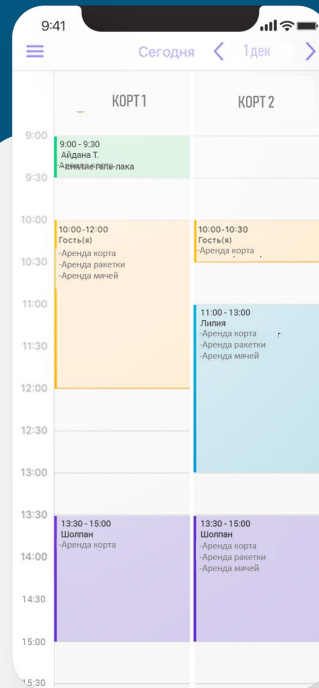 9:41
Сегодня
1 дек
КОРТ 1
КОРТ 2
9:00
9:00 - 9:30
Айдана Т.
9:30
10:00
10:00-12:00
Гость(я)
-Аренда корта
-Аренда ракетки
-Аренда мячей
10:00-10:30
Гость(я)
-Аренда корта
10:30
11:00
11:00 - 13:00
Лилия
-Аренда корта
-Аренда ракетки
-Аренда мячей
11:30
12:00
12:30
13:00
13:30
13:30 - 15:00
Шолпан
-Аренда корта
13:30 - 15:00
Шолпан
-Аренда корта
-Аренда ракетки
-Аренда мячей
14:00
14:30
15:00
15:30